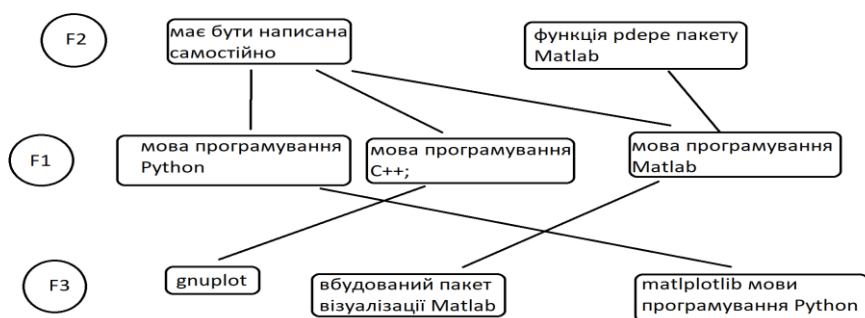 F2
має бути написана
самостійно
функція pdepe пакету
Matlab
F1
мова програмування
Python
мова програмування
C++;
мова програмування
Matlab
F3
gnuplot
вбудований пакет
візуалізації Matlab
matlplotlib мови
програмування Python